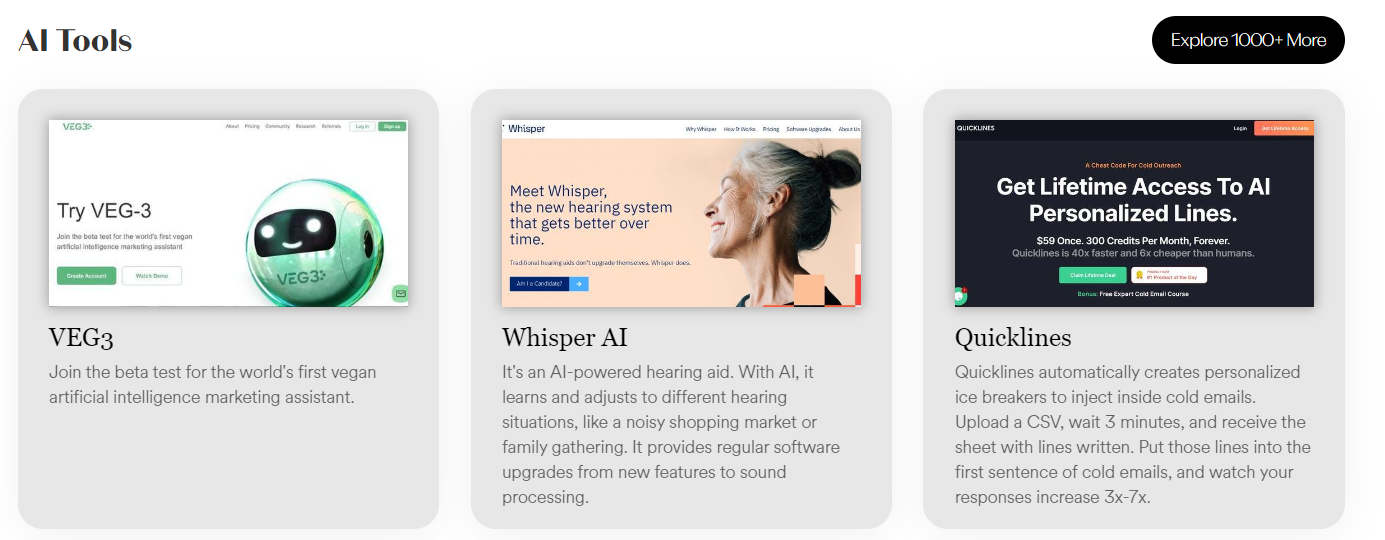 AI Tools
Explore 1000+ More
VEG3
About Pricing Community Research Referrals Log in Sign up
Try VEG-3
Join the beta test for the world's first vegan
artificial intelligence marketing assistant
Create Account Watch Demo
VEG3
VEG3
Join the beta test for the world's first vegan
artificial intelligence marketing assistant.
Whisper
Why Whisper How It Works Pricing Software Upgrades About Us
Meet Whisper,
the new hearing system
that gets better over
time.
Traditional hearing aids don't upgrade themselves. Whisper does.
Am I a Candidate?
Whisper AI
It's an AI-powered hearing aid. With AI, it
learns and adjusts to different hearing
situations, like a noisy shopping market or
family gathering. It provides regular software
upgrades from new features to sound
processing.
QUICKLINES
Login Get Lifetime Access
A Cheat Code For Cold Outreach
Get Lifetime Access To AI
Personalized Lines.
$59 Once. 300 Credits Per Month, Forever.
Quicklines is 40x faster and 6x cheaper than humans.
Claim Lifetime Deal
#1 Product of the Day
Bonus: Free Expert Cold Email Course
Quicklines
Quicklines automatically creates personalized
ice breakers to inject inside cold emails.
Upload a CSV, wait 3 minutes, and receive the
sheet with lines written. Put those lines into the
first sentence of cold emails, and watch your
responses increase 3x-7x.